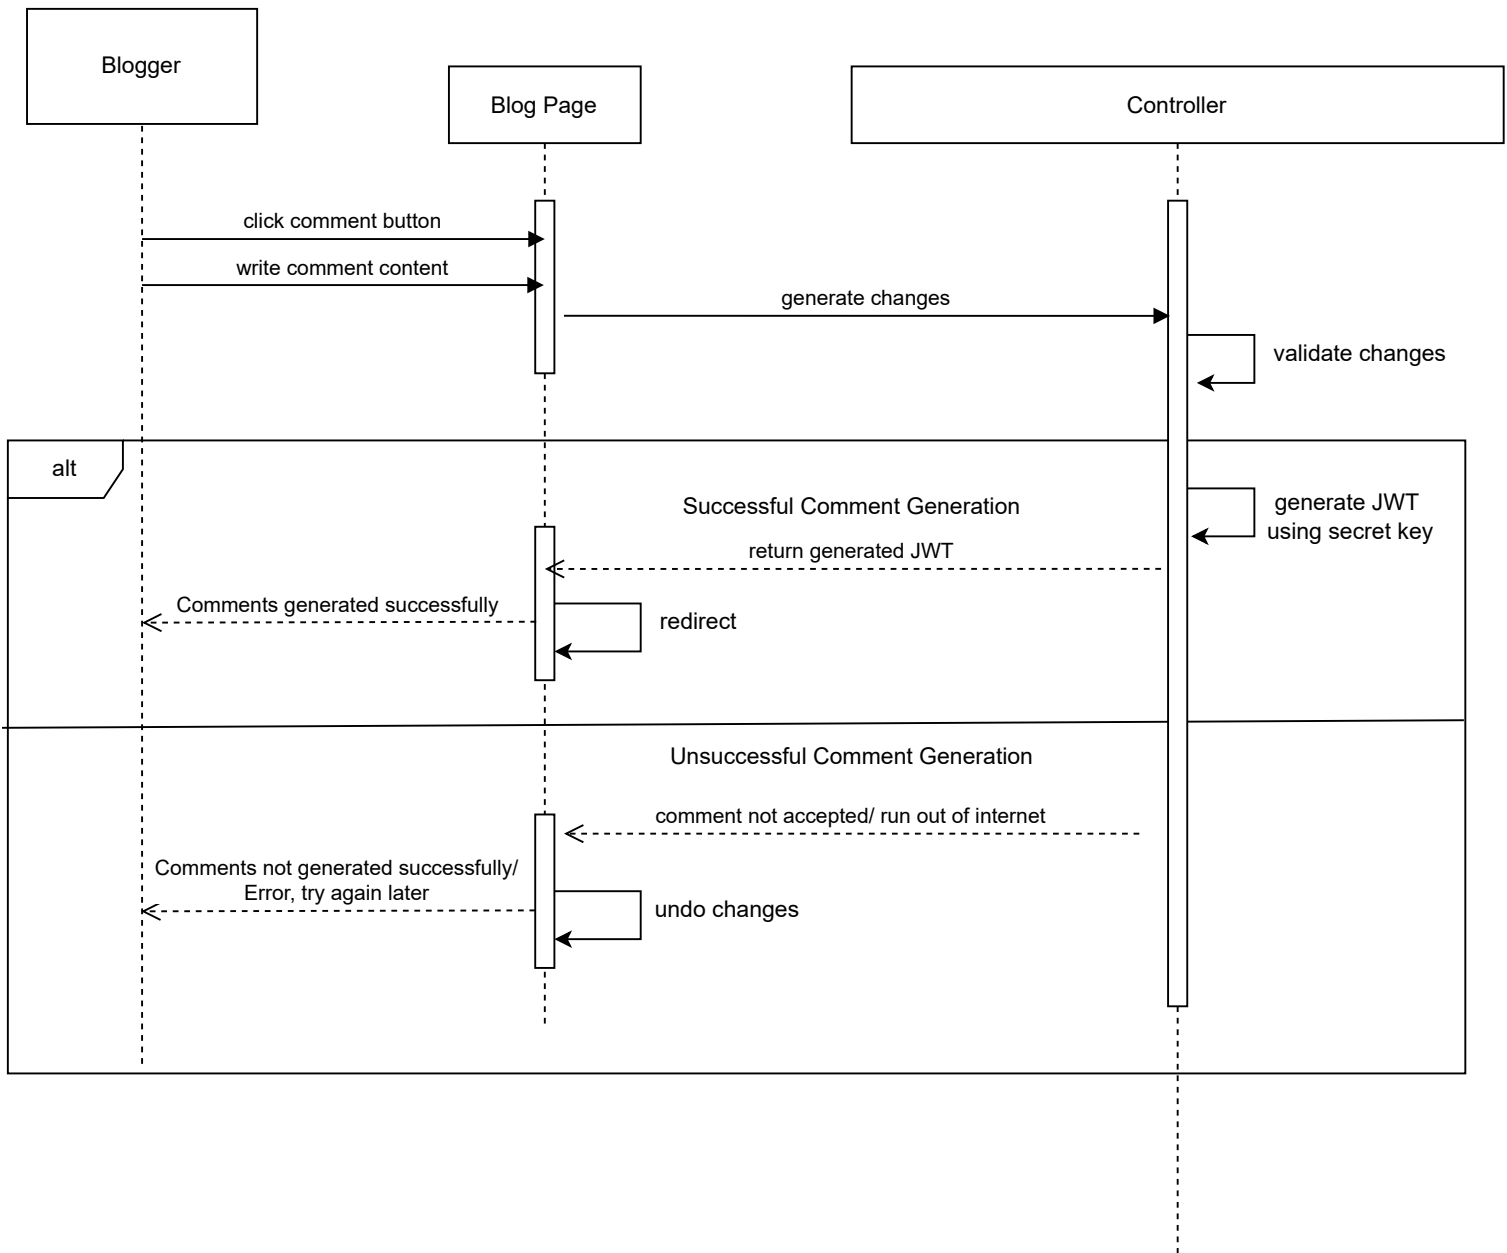 Blogger
Blog Page
Controller
click comment button
write comment content
generate changes
validate changes
alt
Successful Comment Generation
generate JWT
using secret key
return generated JWT
Comments generated successfully
redirect
Unsuccessful Comment Generation
comment not accepted/ run out of internet
Comments not generated successfully/
Error, try again later
undo changes